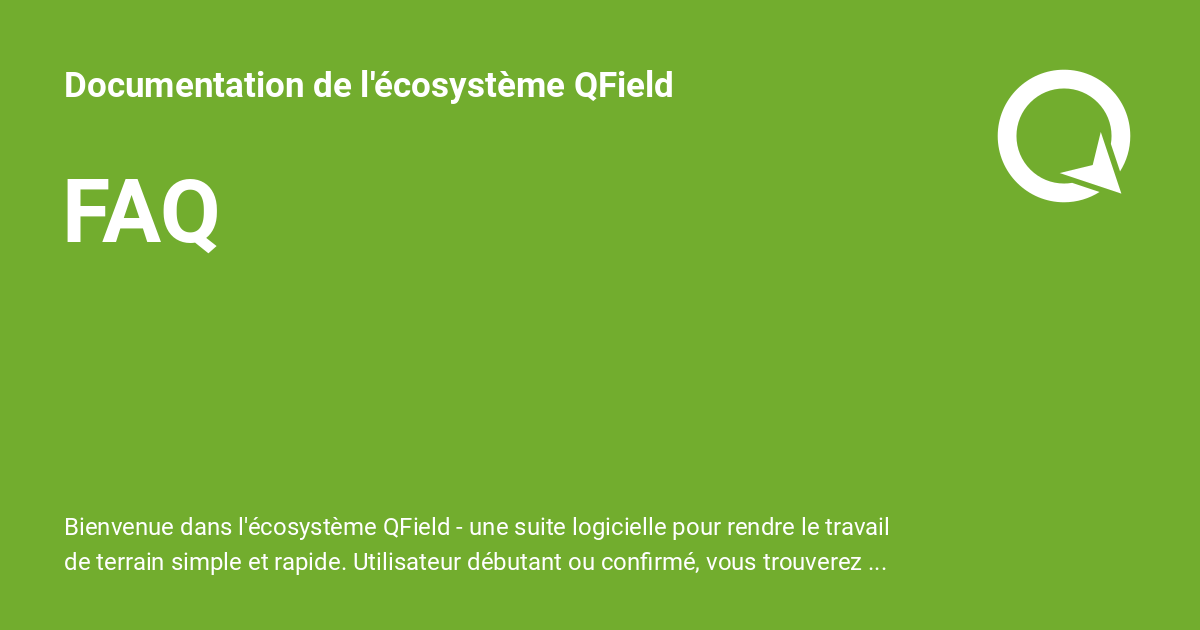 Documentation de l'écosystème QField
FAQ
Bienvenue dans l'écosystème QField - une suite logicielle pour rendre le travail
de terrain simple et rapide. Utilisateur débutant ou confirmé, vous trouverez ...